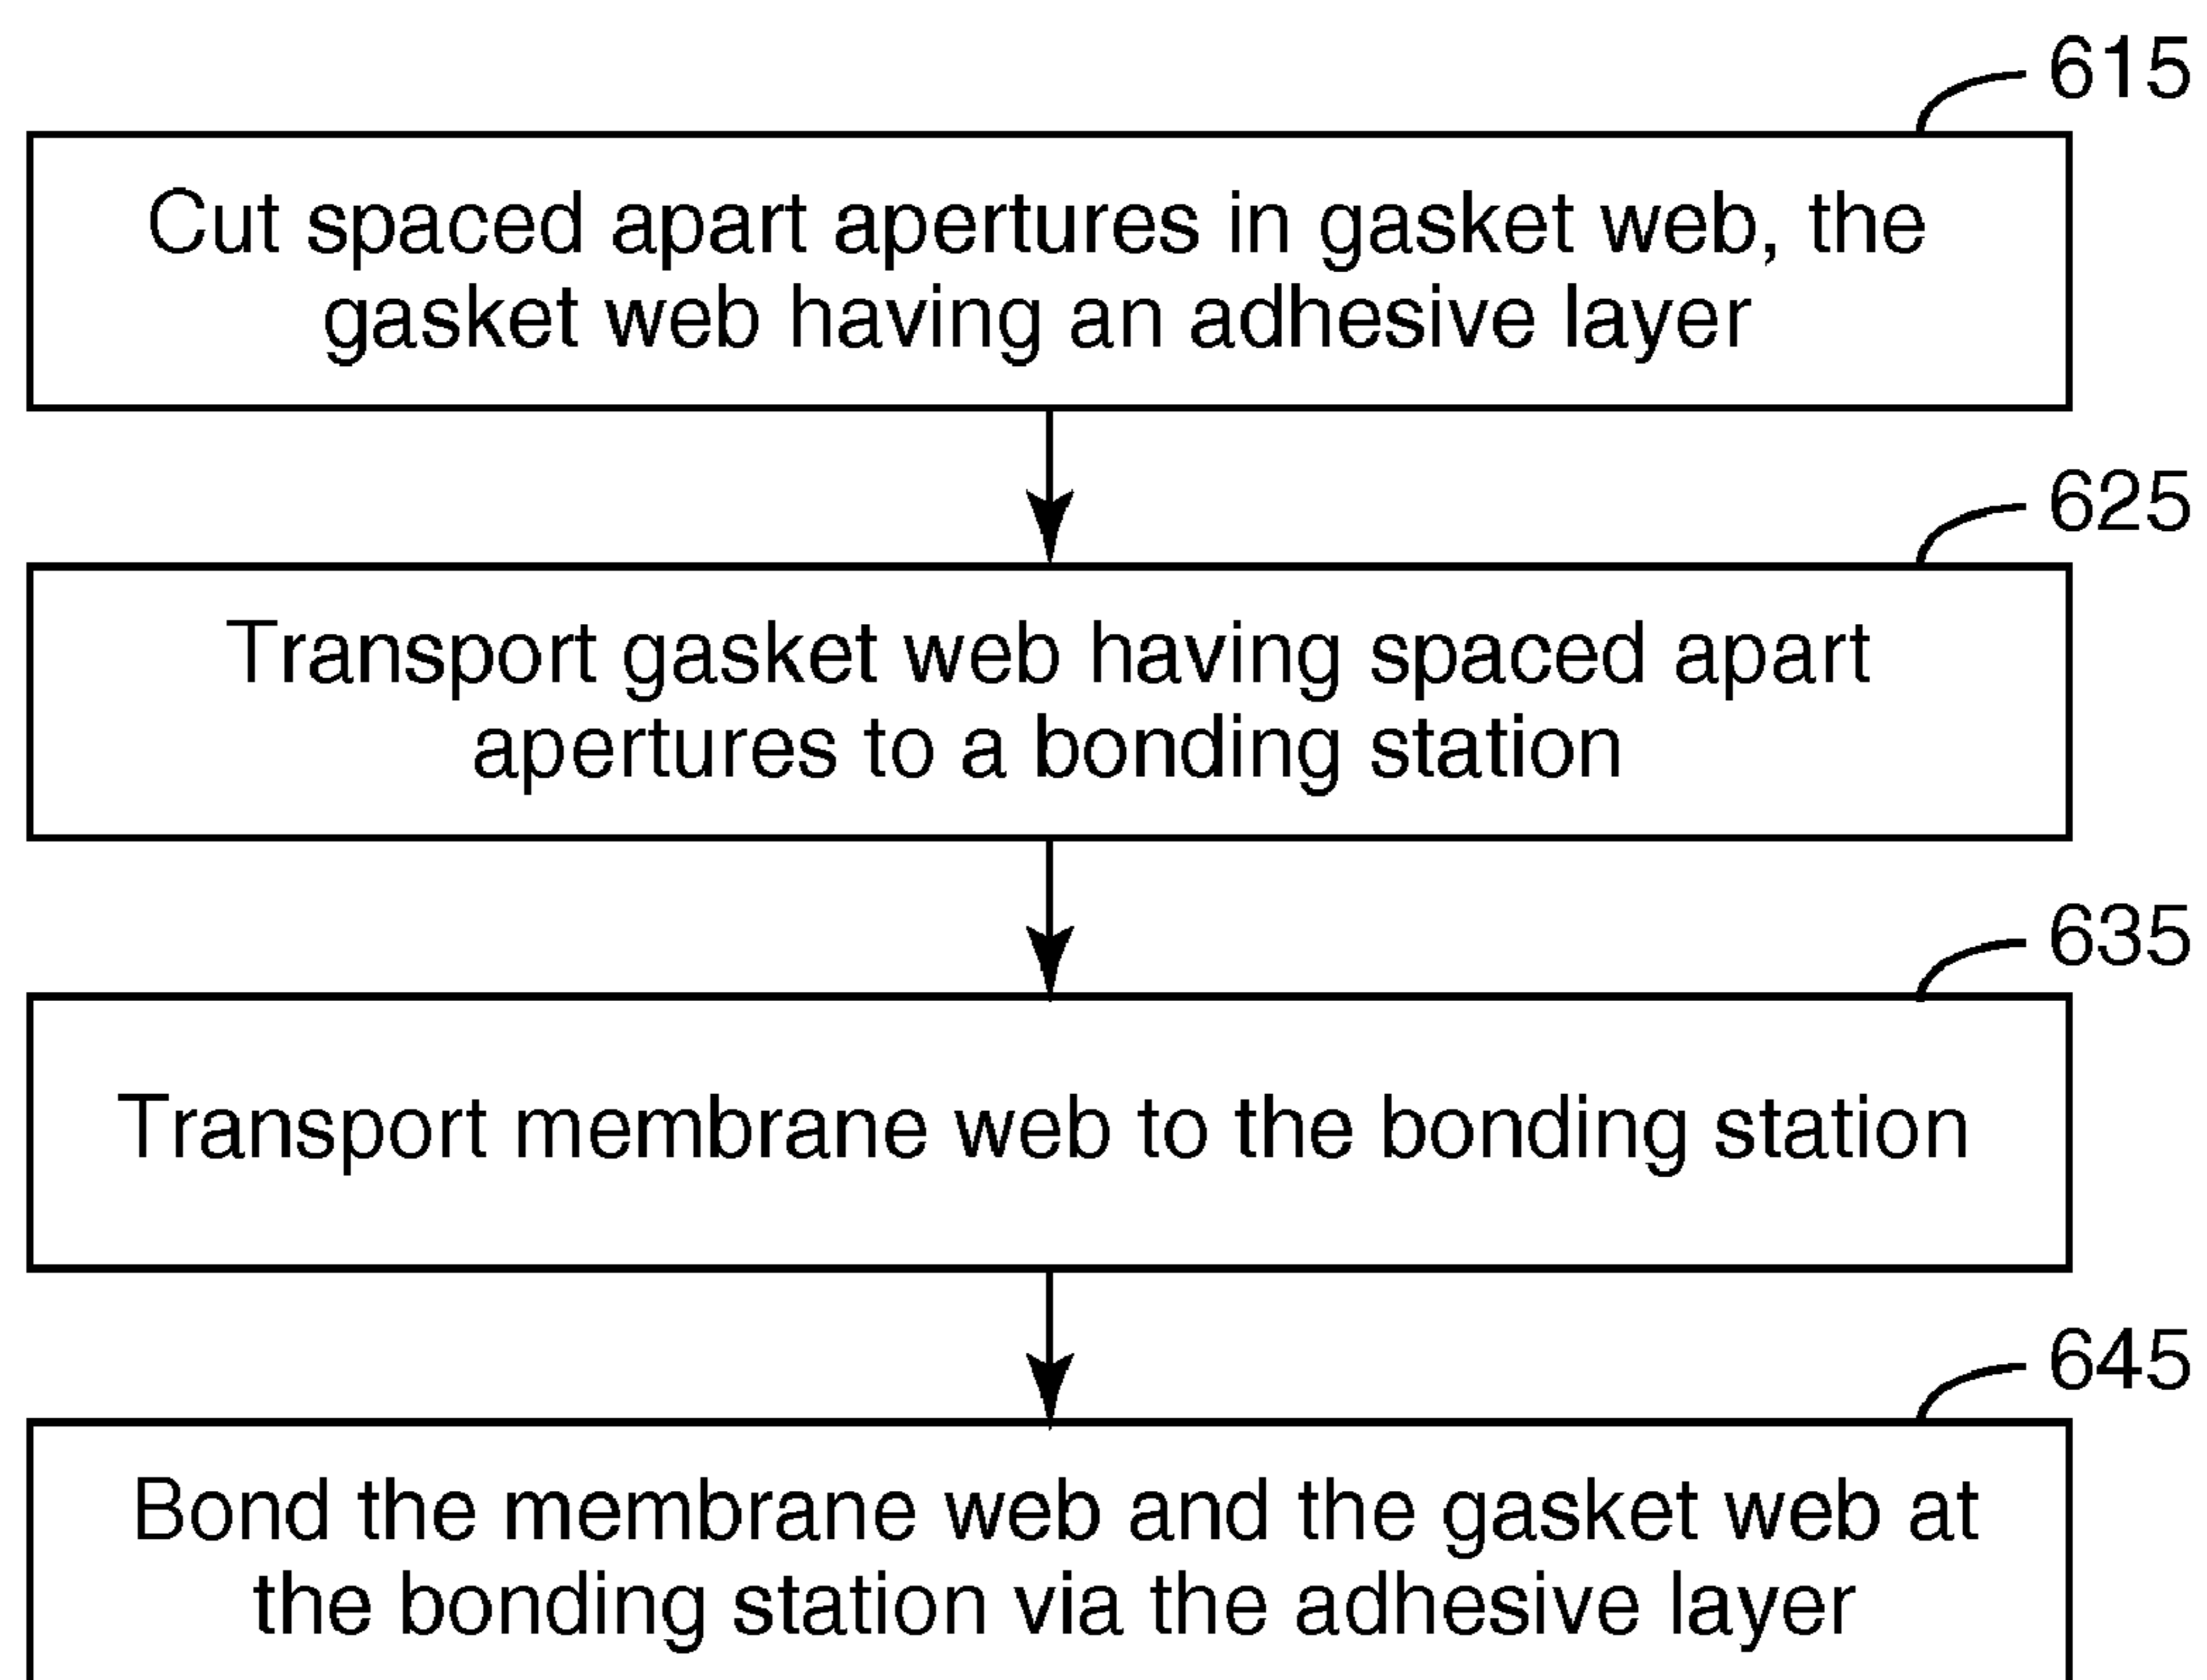 615
Cut spaced apart apertures in gasket web, the
gasket web having an adhesive layer
625
Transport gasket web having spaced apart
apertures to a bonding station
635
Transport membrane web to the bonding station
645
Bond the membrane web and the gasket web at
the bonding station via the adhesive layer